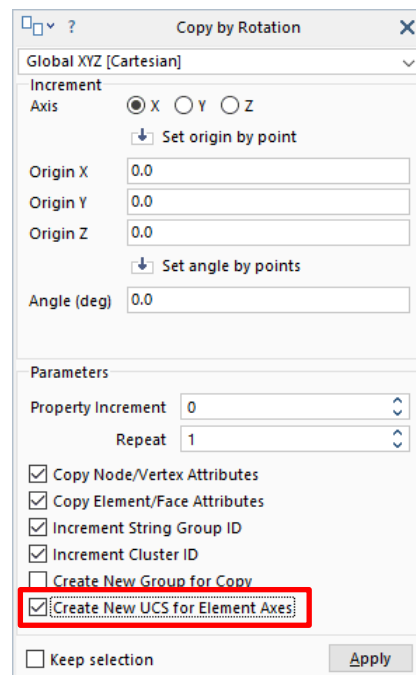 ? Copy by Rotation
Global XYZ [Cartesian]
Increment
Axis X Y Z
Set origin by point
Origin X 0.0
Origin Y 0.0
Origin Z 0.0
Set angle by points
Angle (deg) 0.0
Parameters
Property Increment 0
Repeat 1
Copy Node/Vertex Attributes
Copy Element/Face Attributes
Increment String Group ID
Increment Cluster ID
Create New Group for Copy
Create New UCS for Element Axes
Keep selection Apply